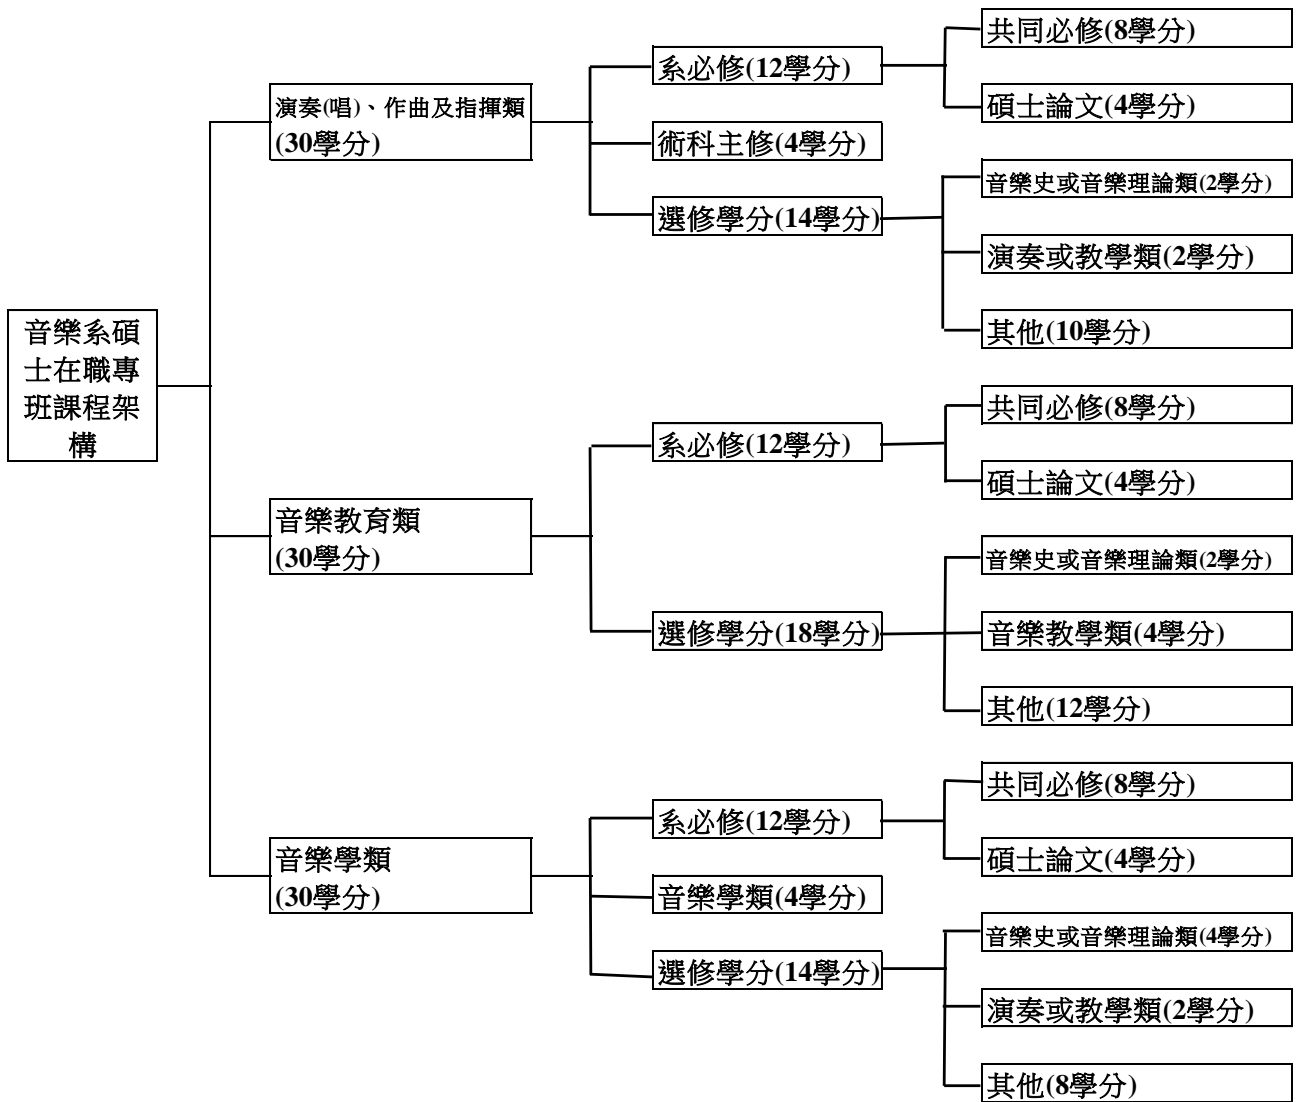 音樂系碩
士在職專
班課程架
構
演奏(唱)、作曲及指揮類
(30學分)
系必修(12學分)
共同必修(8學分)
碩士論文(4學分)
術科主修(4學分)
選修學分(14學分)
音樂史或音樂理論類(2學分)
演奏或教學類(2學分)
其他(10學分)
音樂教育類
(30學分)
系必修(12學分)
共同必修(8學分)
碩士論文(4學分)
選修學分(18學分)
音樂史或音樂理論類(2學分)
音樂教學類(4學分)
其他(12學分)
音樂學類
(30學分)
系必修(12學分)
共同必修(8學分)
碩士論文(4學分)
音樂學類(4學分)
選修學分(14學分)
音樂史或音樂理論類(4學分)
演奏或教學類(2學分)
其他(8學分)